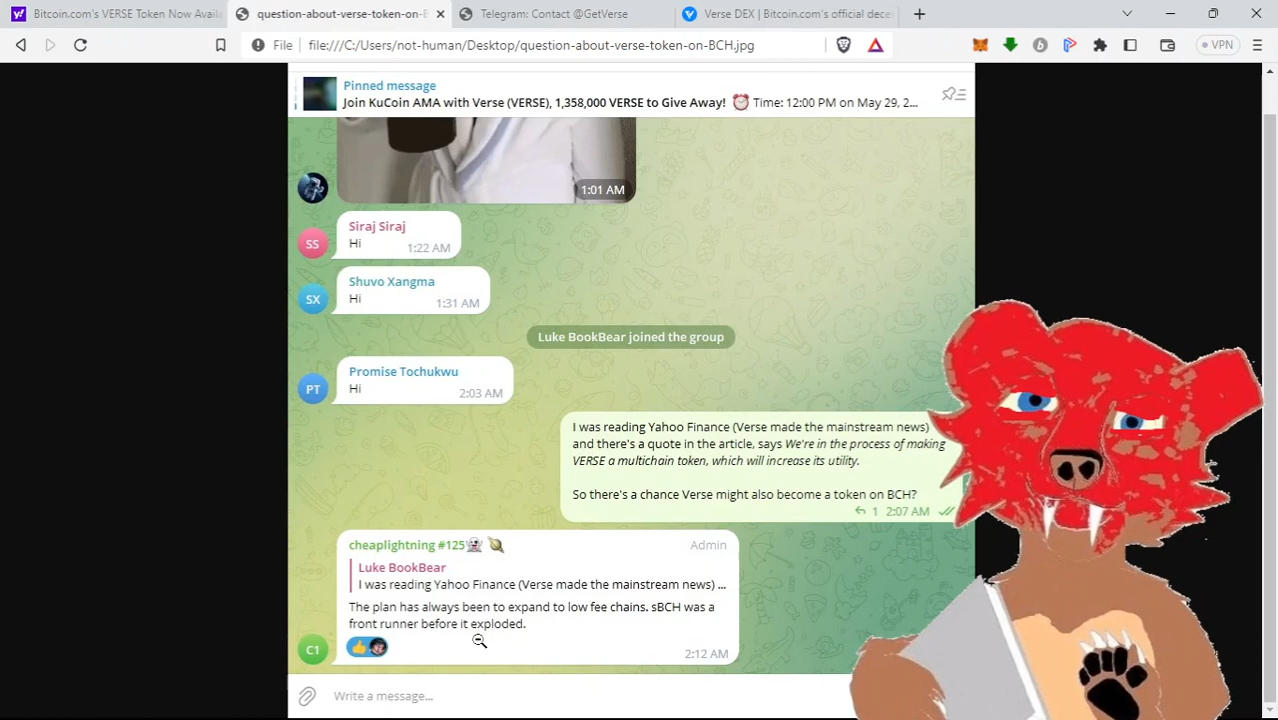 Bitcoin.com's VERSE Token Now Availa
question-about-verse-token-on-B
Telegram: Contact @GetVerse
Verse DEX | Bitcoin.com's official dece
File
file:///C:/Users/not-human/Desktop/question-about-verse-token-on-BCH.jpg
VPN
Pinned message
Join KuCoin AMA with Verse (VERSE), 1,358,000 VERSE to Give Away! ⏰ Time: 12:00 PM on May 29, 2...
1:01 AM
SS
Siraj Siraj
Hi
1:22 AM
SX
Shuvo Xangma
Hi
1:31 AM
Luke BookBear joined the group
PT
Promise Tochukwu
Hi
2:03 AM
I was reading Yahoo Finance (Verse made the mainstream news)
and there's a quote in the article, says We're in the process of making
VERSE a multichain token, which will increase its utility.
So there's a chance Verse might also become a token on BCH?
1 2:07 AM
cheaplightning #125
Admin
Luke BookBear
I was reading Yahoo Finance (Verse made the mainstream news) ...
The plan has always been to expand to low fee chains. sBCH was a
front runner before it exploded.
C1
2:12 AM
Write a message...